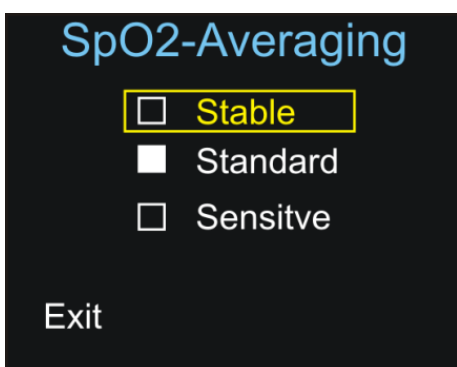 SpO2-Averaging
Stable
Standard
Sensitve
Exit